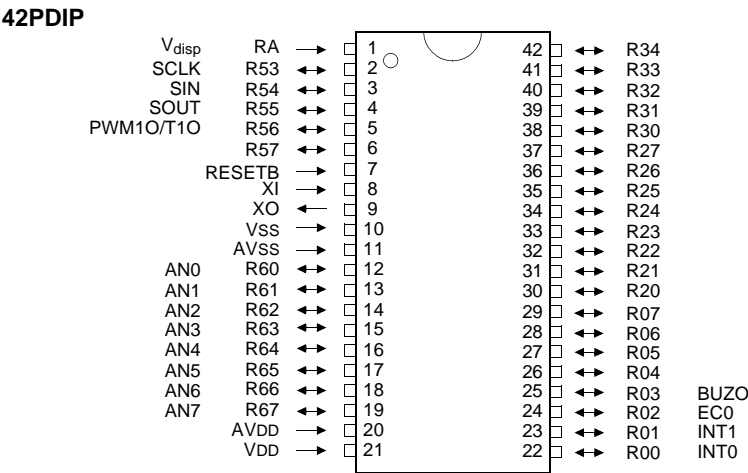 42PDIP
Vdisp RA 1 42 R34
SCLK R53 2 41 R33
SIN R54 3 40 R32
SOUT R55 4 39 R31
PWM1O/T1O R56 5 38 R30
R57 6 37 R27
RESETB 7 36 R26
XI 8 35 R25
XO 9 34 R24
VSS 10 33 R23
AVSS 11 32 R22
AN0 R60 12 31 R21
AN1 R61 13 30 R20
AN2 R62 14 29 R07
AN3 R63 15 28 R06
AN4 R64 16 27 R05
AN5 R65 17 26 R04
AN6 R66 18 25 R03 BUZO
AN7 R67 19 24 R02 EC0
AVDD 20 23 R01 INT1
VDD 21 22 R00 INT0